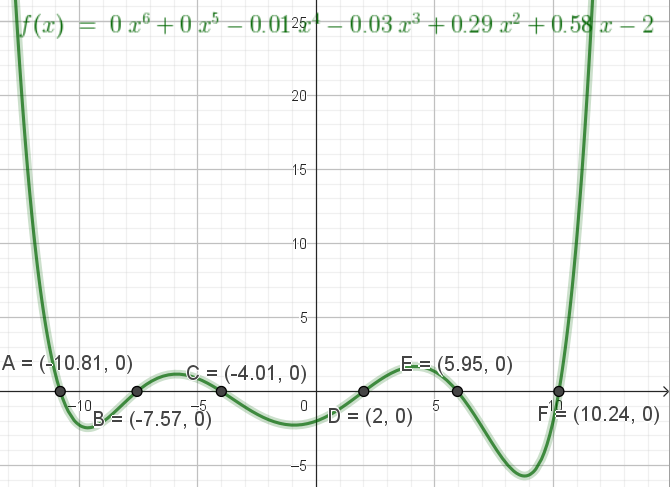 f(x) = 0 x⁶ + 0 x⁵ − 0.01 x⁴ − 0.03 x³ + 0.29 x² + 0.58 x − 2
25
20
15
10
5
A = (-10.81, 0)
E = (5.95, 0)
C = (-4.01, 0)
−10
−5
0
5
10
B = (-7.57, 0)
D = (2, 0)
F = (10.24, 0)
−5